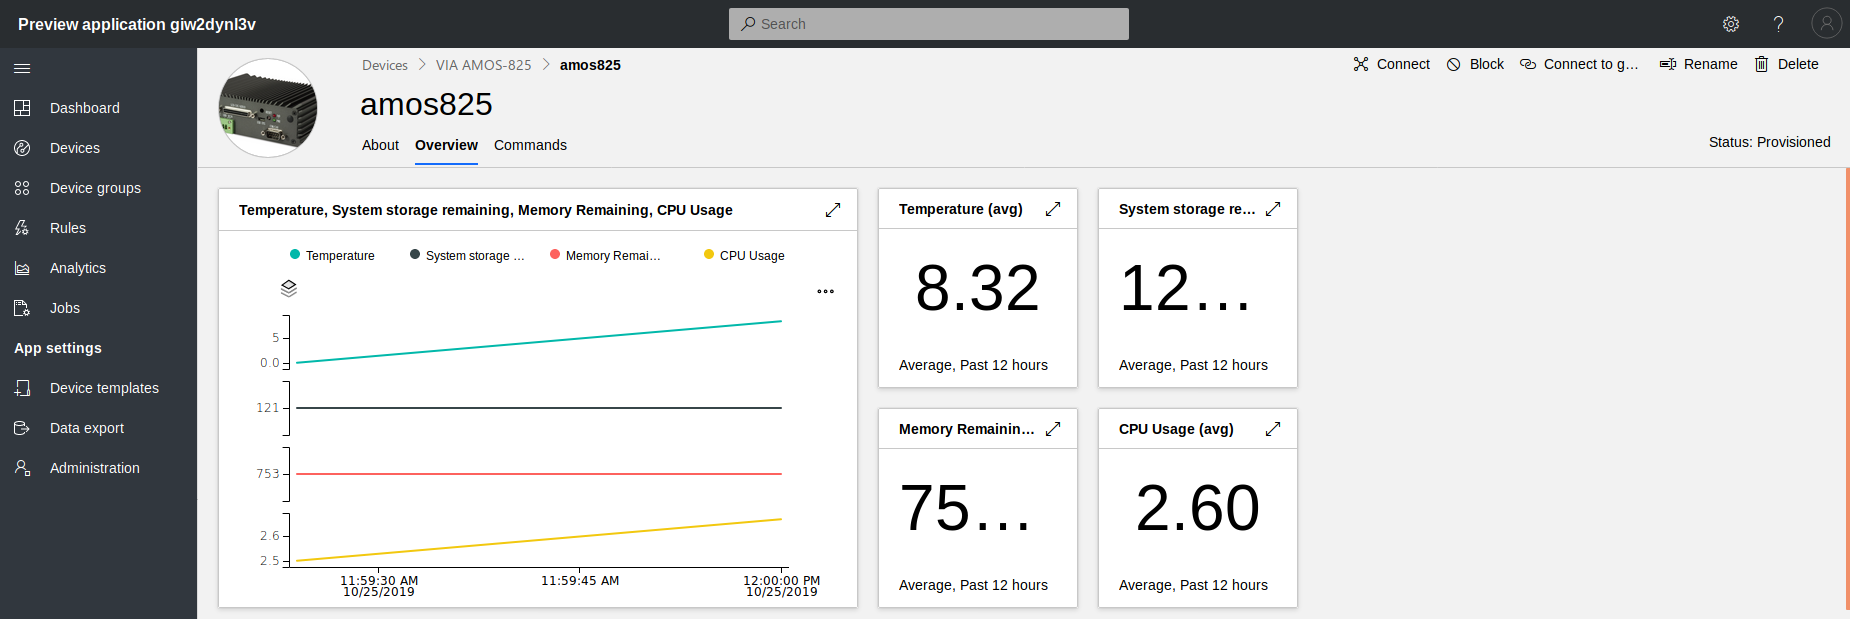 Preview application giw2dynl3v
Search
?
Dashboard
Devices
Device groups
Rules
Analytics
Jobs
App settings
Device templates
Data export
Administration
Devices > VIA AMOS-825 > amos825
amos825
About Overview Commands
Connect Block Connect to g... Rename Delete
Status: Provisioned
Temperature, System storage remaining, Memory Remaining, CPU Usage
Temperature System storage ... Memory Remai... CPU Usage
5
0.0
121
753
2.6
2.5
11:59:30 AM 11:59:45 AM 12:00:00 PM
10/25/2019 10/25/2019
Temperature (avg)
8.32
Average, Past 12 hours
System storage re...
12...
Average, Past 12 hours
Memory Remainin...
75...
Average, Past 12 hours
CPU Usage (avg)
2.60
Average, Past 12 hours